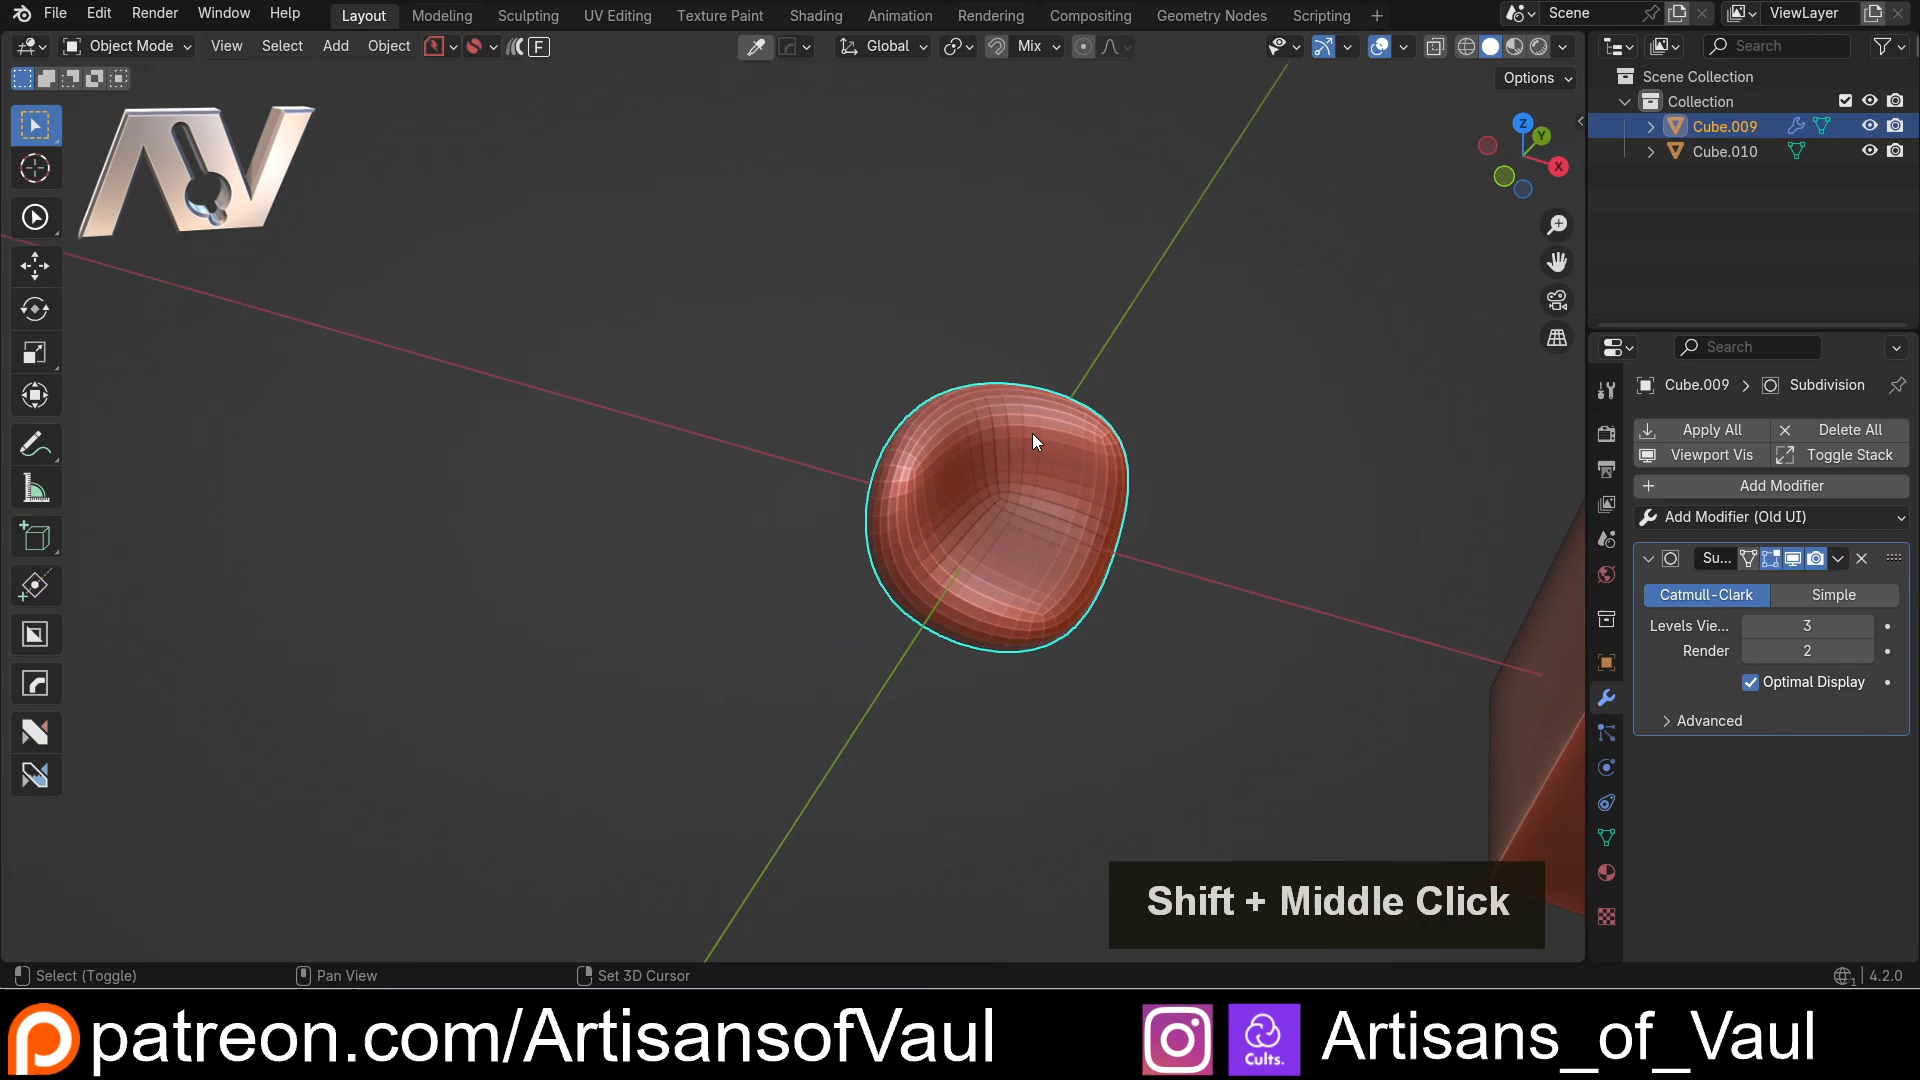 File Edit Render Window Help Layout Modeling Sculpting UV Editing Texture Paint Shading Animation Rendering Compositing Geometry Nodes Scripting + Scene ViewLayer
Object Mode View Select Add Object F Global Mix Search
Options
Scene Collection
Collection
Cube.009
Cube.010
Z
Y
X
AV
Search
Cube.009 > Subdivision
Apply All Delete All
Viewport Vis Toggle Stack
Add Modifier
Add Modifier (Old UI)
Su...
Catmull-Clark Simple
Levels Vie... 3
Render 2
Optimal Display
Advanced
Shift + Middle Click
Select (Toggle) Pan View Set 3D Cursor 1 4.2.0
patreon.com/ArtisansofVaul Cults. Artisans_of_Vaul